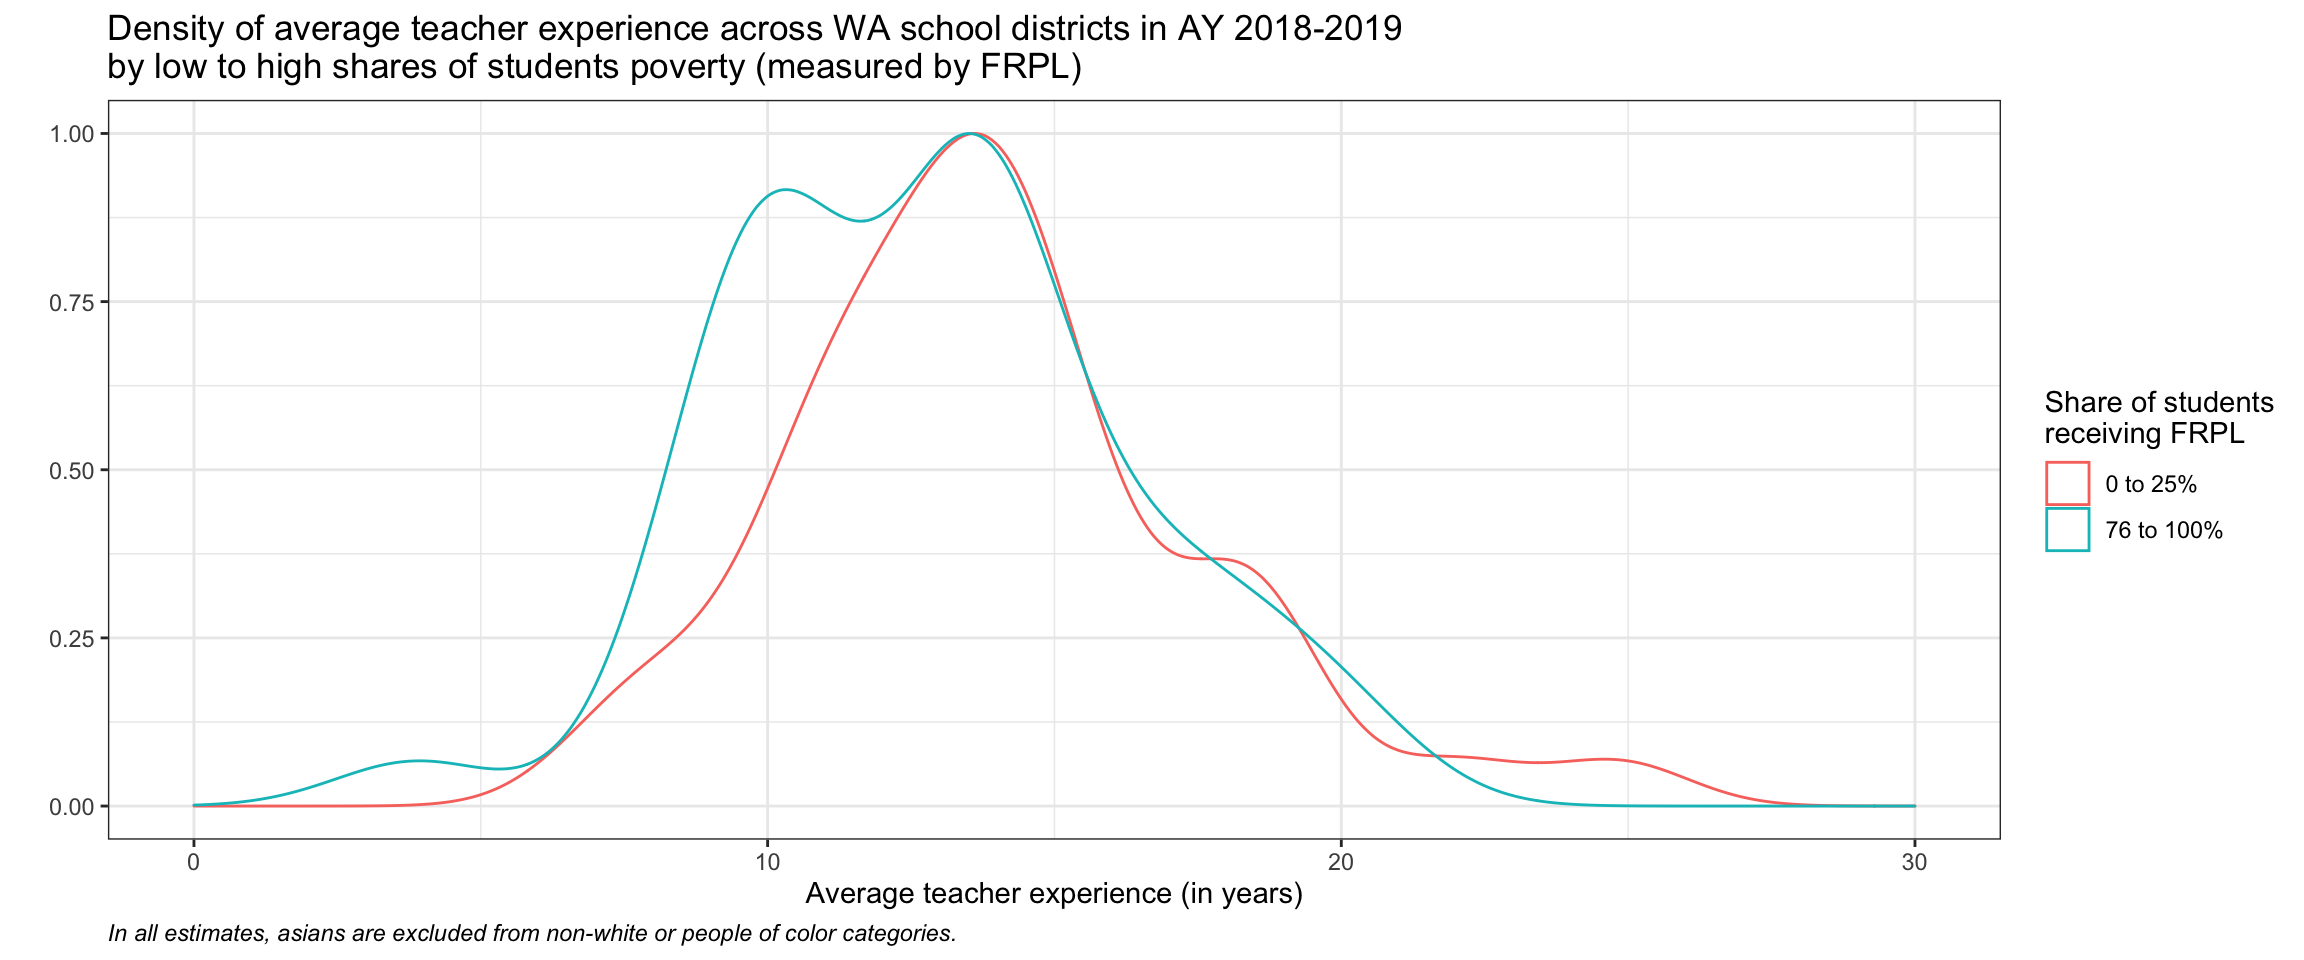 Density of average teacher experience across WA school districts in AY 2018-2019
by low to high shares of students poverty (measured by FRPL)
1.00
0.75
0.50
0.25
0.00
0
10
20
30
Average teacher experience (in years)
Share of students
receiving FRPL
0 to 25%
76 to 100%
In all estimates, asians are excluded from non-white or people of color categories.